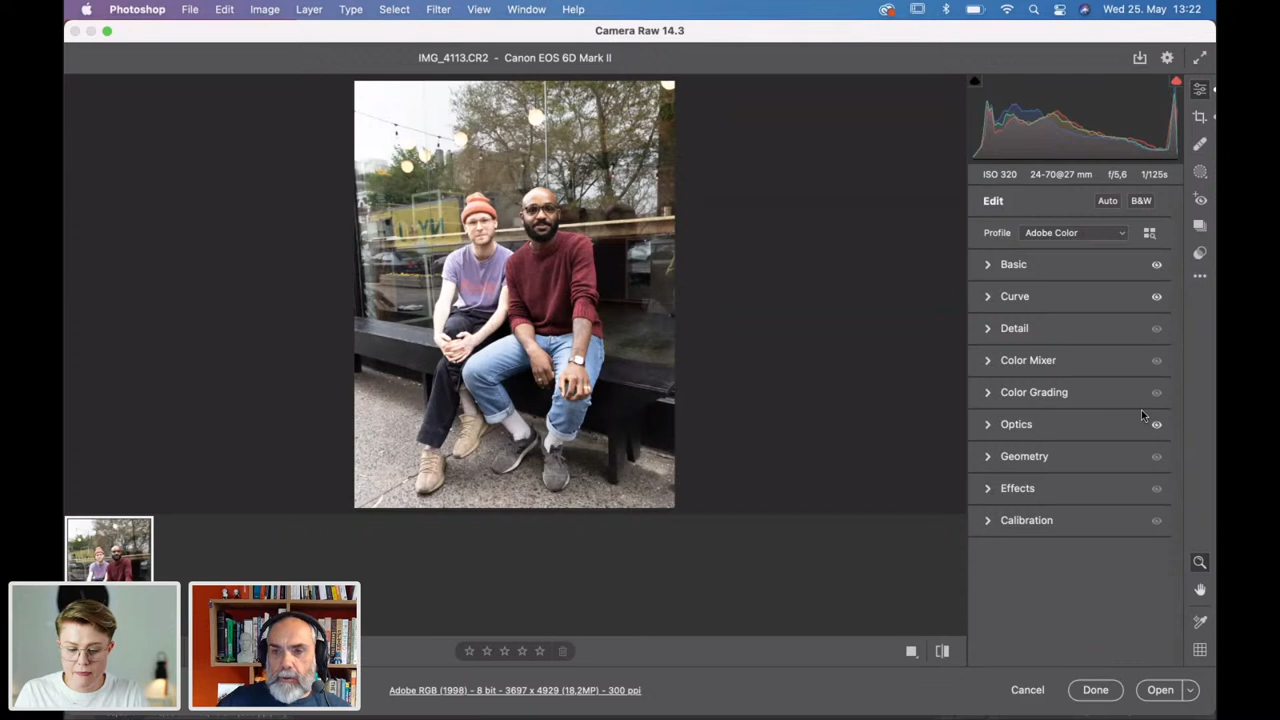 Photoshop File Edit Image Layer Type Select Filter View Window Help Wed 25. May 13:22
Camera Raw 14.3
IMG_4113.CR2 - Canon EOS 6D Mark II
ISO 320 24-70@27 mm f/5,6 1/125s
Edit Auto B&W
Profile Adobe Color
Basic
Curve
Detail
Color Mixer
Color Grading
Optics
Geometry
Effects
Calibration
Adobe RGB (1998) - 8 bit - 3697 x 4929 (18,2MP) - 300 ppi
Cancel Done Open